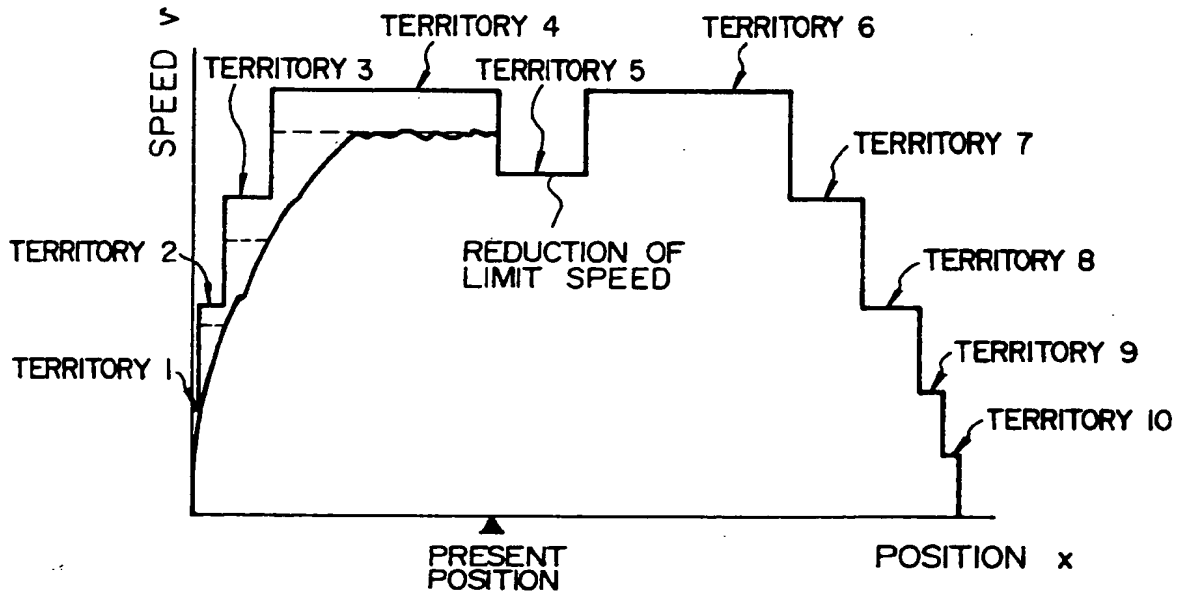 SPEED V
TERRITORY 4
TERRITORY 6
TERRITORY 3
TERRITORY 5
TERRITORY 7
TERRITORY 2
REDUCTION OF
LIMIT SPEED
TERRITORY 8
TERRITORY 1
TERRITORY 9
TERRITORY 10
PRESENT
POSITION
POSITION x